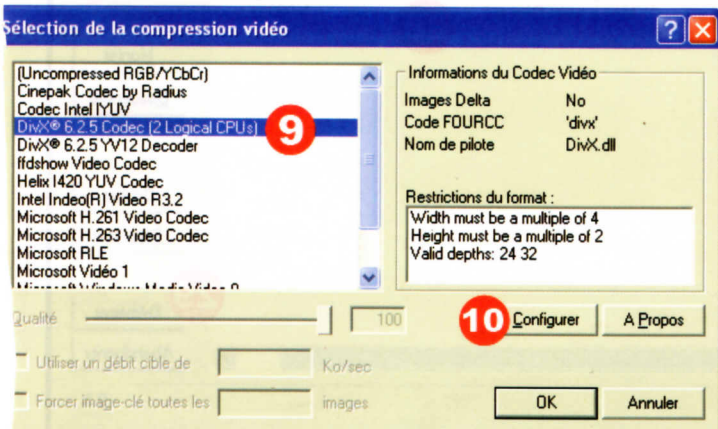 Sélection de la compression vidéo
(Uncompressed RGB/YCbCr)
Cinepak Codec by Radius
Codec Intel IYUV
DivX® 6.2.5 Codec (2 Logical CPUs)
9
DivX® 6.2.5 YV12 Decoder
ffdshow Video Codec
Helix I420 YUV Codec
Intel Indeo(R) Video R3.2
Microsoft H.261 Video Codec
Microsoft H.263 Video Codec
Microsoft RLE
Microsoft Vidéo 1
Microsoft Windows Media Video 9
Informations du Codec Vidéo
Images Delta No
Code FOURCC 'divx'
Nom de pilote DivX.dll
Restrictions du format :
Width must be a multiple of 4
Height must be a multiple of 2
Valid depths: 24 32
Qualité 100
10
Configurer
A Propos
Utiliser un débit cible de Ko/sec
Forcer image-clé toutes les images
OK
Annuler